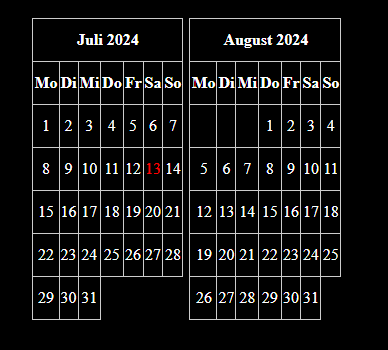 Juli 2024
Mo Di Mi Do Fr Sa So
1 2 3 4 5 6 7
8 9 10 11 12 13 14
15 16 17 18 19 20 21
22 23 24 25 26 27 28
29 30 31
August 2024
Mo Di Mi Do Fr Sa So
1 2 3 4
5 6 7 8 9 10 11
12 13 14 15 16 17 18
19 20 21 22 23 24 25
26 27 28 29 30 31